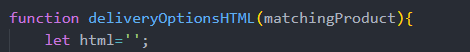 function deliveryOptionsHTML(matchingProduct){
    let html='';